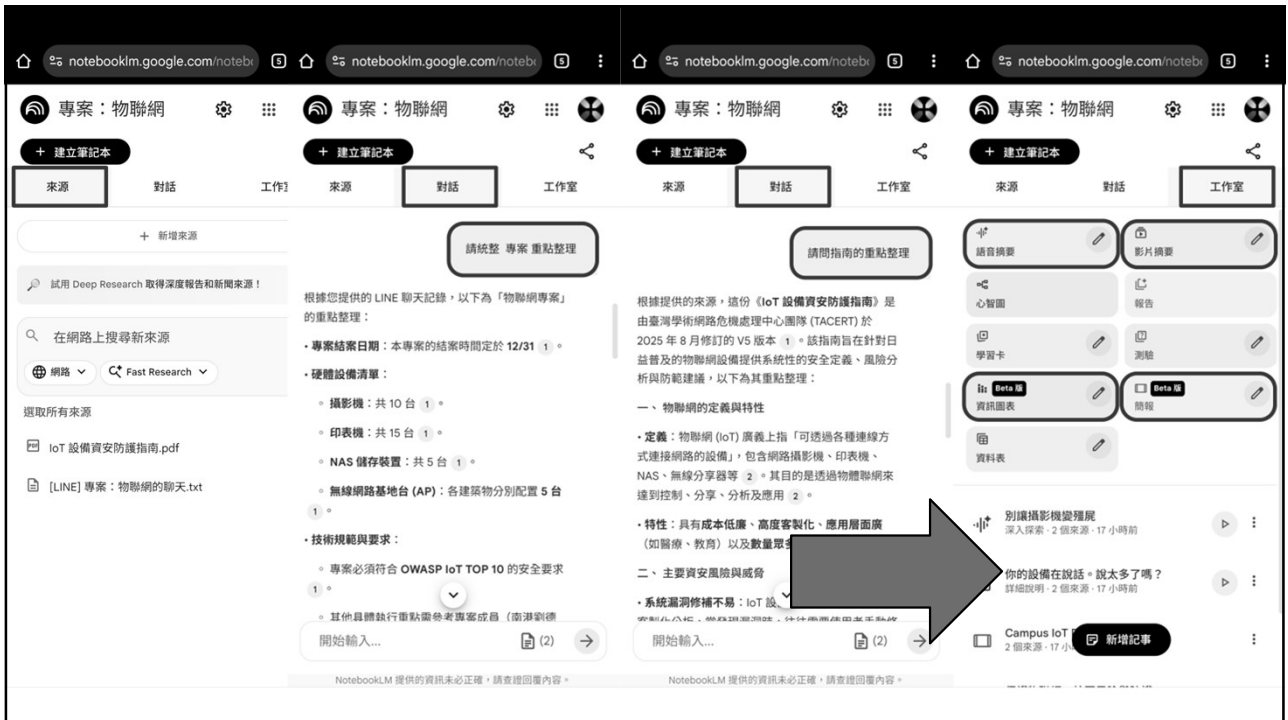 notebooklm.google.com/notebo
5
專案：物聯網
+ 建立筆記本
來源
對話
+ 新增來源
試用 Deep Research 取得深度報告和新聞來源！
在網路上搜尋新來源
網路
Fast Research
選取所有來源
PDF
IoT 設備資安防護指南.pdf
[LINE] 專案：物聯網的聊天.txt
notebooklm.google.com/notebo
5
專案：物聯網
+ 建立筆記本
來源
對話
工作室
請統整 專案 重點整理
根據您提供的 LINE 聊天記錄，以下為「物聯網專案」
的重點整理：
• 專案結案日期：本專案的結案時間定於 12/31 1 。
• 硬體設備清單：
◦ 攝影機：共 10 台 1 。
◦ 印表機：共 15 台 1 。
◦ NAS 儲存裝置：共 5 台 1 。
◦ 無線網路基地台 (AP)：各建築物分別配置 5 台
1 。
• 技術規範與要求：
◦ 專案必須符合 OWASP IoT TOP 10 的安全要求
1 。
◦ 其他具體執行重點需參考專案成員（南港劉德
開始輸入...
(2)
NotebookLM 提供的資訊未必正確，請查證回覆內容。
notebooklm.google.com/notebo
5
專案：物聯網
+ 建立筆記本
來源
對話
工作室
請問指南的重點整理
根據提供的來源，這份《IoT 設備資安防護指南》是
由臺灣學術網路危機處理中心團隊 (TACERT) 於
2025 年 8 月修訂的 V5 版本 1 。該指南旨在針對日
益普及的物聯網設備提供系統性的安全定義、風險分
析與防範建議，以下為其重點整理：
一、 物聯網的定義與特性
• 定義：物聯網 (IoT) 廣義上指「可透過各種連線方
式連接網路的設備」，包含網路攝影機、印表機、
NAS、無線分享器等 2 。其目的是透過物體聯網來
達到控制、分享、分析及應用 2 。
• 特性：具有成本低廉、高度客製化、應用層面廣
（如醫療、教育）以及數量眾
二、 主要資安風險與威脅
• 系統漏洞修補不易：IoT 設
開始輸入...
(2)
NotebookLM 提供的資訊未必正確，請查證回覆內容。
notebooklm.google.com/notebo
5
專案：物聯網
+ 建立筆記本
來源
對話
工作室
語音摘要
影片摘要
心智圖
報告
學習卡
測驗
Beta 版
資訊圖表
Beta 版
簡報
資料表
別讓攝影機變殭屍
深入探索 · 2 個來源 · 17 小時前
你的設備在說話。說太多了嗎？
詳細說明 · 2 個來源 · 17 小時前
Campus IoT
2 個來源 · 17 小
新增記事